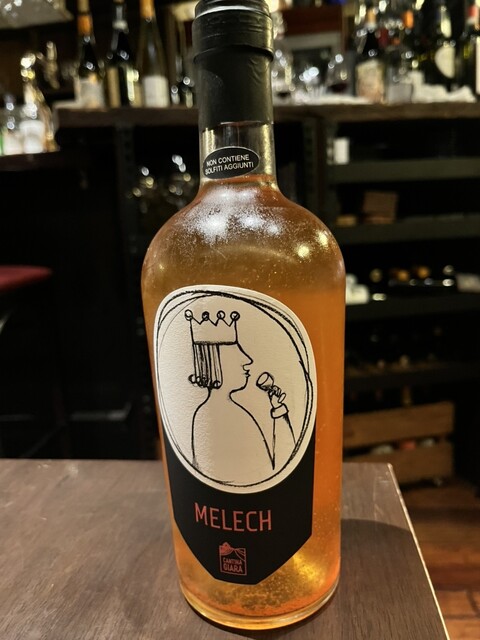 NON CONTIENE
SOLFITI AGGIUNTI
MELECH
CANTINA
GIARA